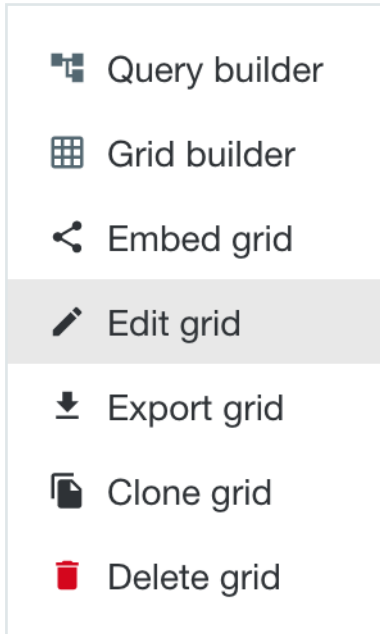 Query builder
Grid builder
Embed grid
Edit grid
Export grid
Clone grid
Delete grid